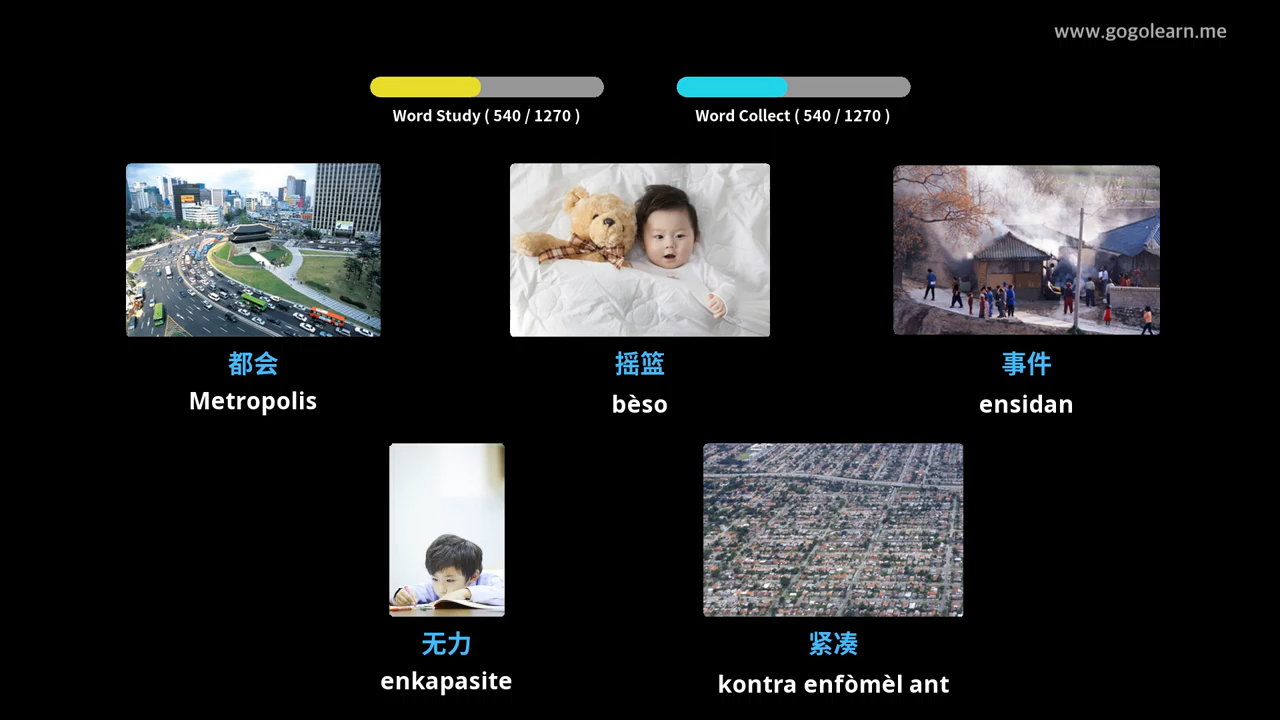 www.gogolearn.me
Word Study ( 540 / 1270 )
Word Collect ( 540 / 1270 )
都会
Metropolis
摇篮
bèso
事件
ensidan
无力
enkapasite
紧凑
kontra enfòmèl ant